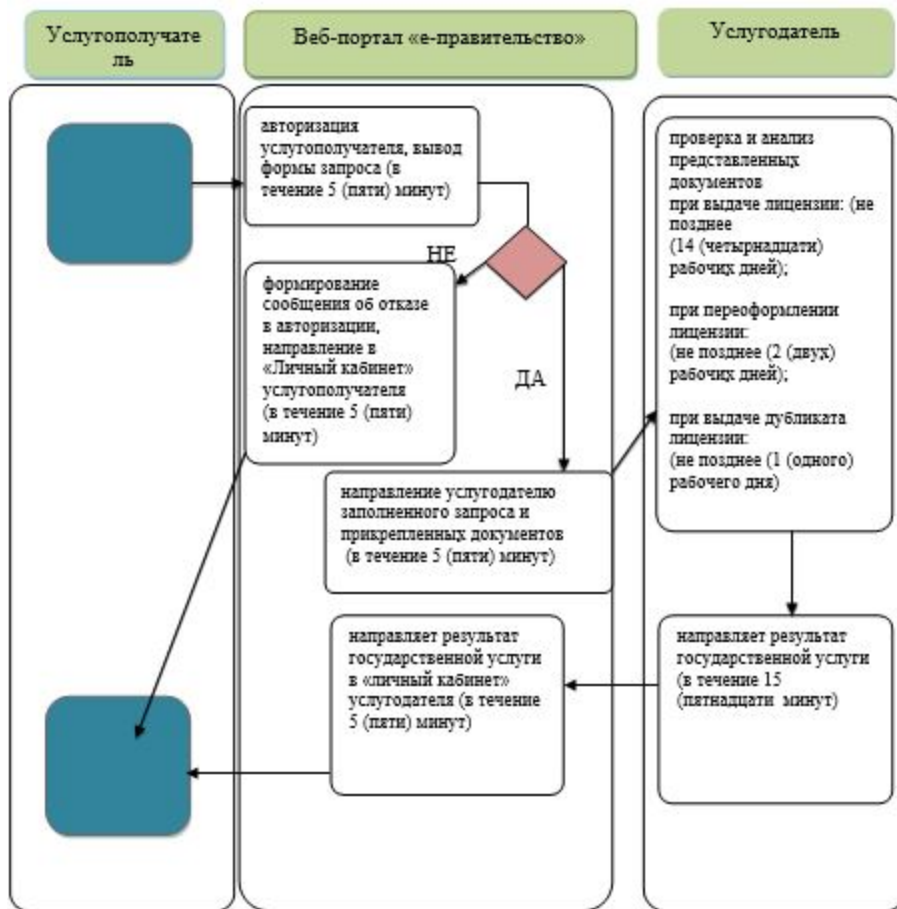 Услугополучате
ль
Веб-портал «е-правительство»
Услугодатель
авторизация
услугополучателя, вывод
формы запроса (в
течение 5 (пяти) минут)
НЕ
формирование
сообщения об отказе
в авторизации,
направление в
«Личный кабинет»
услугополучателя
(в течение 5 (пяти)
минут)
ДА
направление услугодателю
заполненного запроса и
прикрепленных документов
(в течение 5 (пяти) минут)
проверка и анализ
представленных
документов
при выдаче лицензии: (не
позднее
(14 (четырнадцати)
рабочих дней);
при переоформлении
лицензии:
(не позднее (2 (двух)
рабочих дней);
при выдаче дубликата
лицензии:
(не позднее (1 (одного)
рабочего дня)
направляет результат
государственной услуги
(в течение 15
(пятнадцати минут)
направляет результат
государственной услуги
в «личный кабинет»
услугодателя (в течение
5 (пяти) минут)